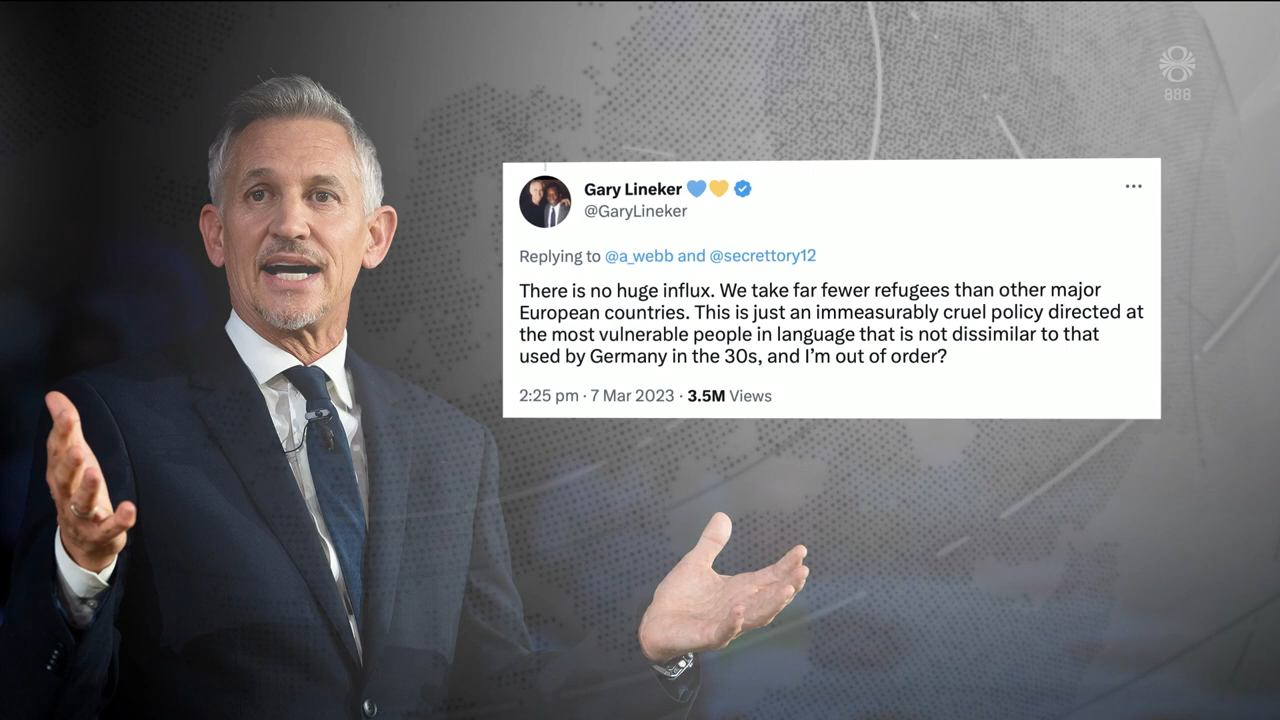 888
Gary Lineker 💙💛
@GaryLineker
Replying to @a_webb and @secrettory12
There is no huge influx. We take far fewer refugees than other major
European countries. This is just an immeasurably cruel policy directed at
the most vulnerable people in language that is not dissimilar to that
used by Germany in the 30s, and I'm out of order?
2:25 pm · 7 Mar 2023 · 3.5M Views